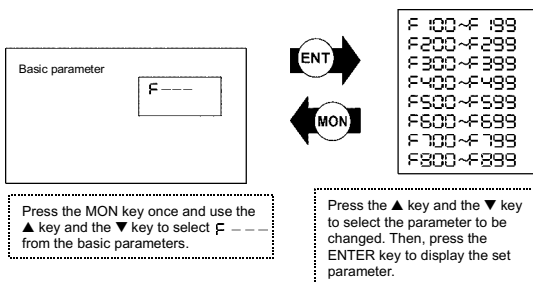 Basic parameter
F---
ENT
MON
F 100~F 199
F200~F299
F300~F399
F400~F499
F500~F599
F600~F699
F700~F799
F800~F899
Press the MON key once and use the
▲ key and the ▼ key to select F ---
from the basic parameters.
Press the ▲ key and the ▼ key
to select the parameter to be
changed. Then, press the
ENTER key to display the set
parameter.